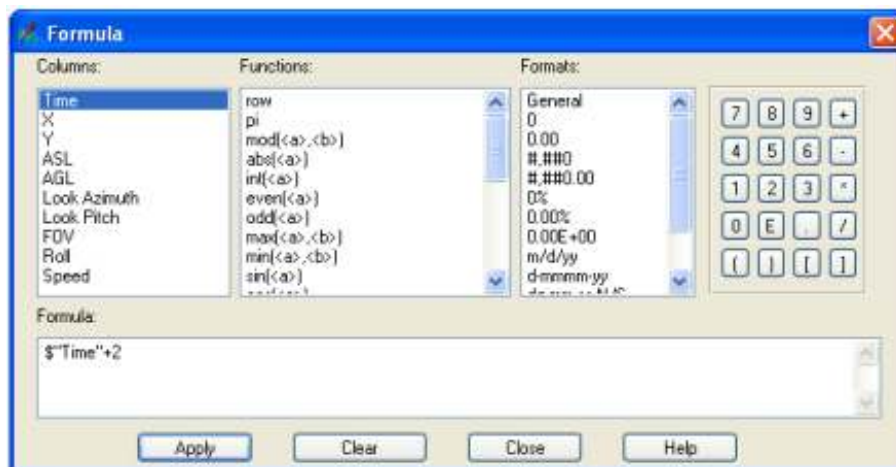 Formula
Columns:
Time
X
Y
ASL
AGL
Look Azimuth
Look Pitch
FOV
Roll
Speed
Functions:
row
pi
mod(<a>,<b>)
abs(<a>)
int(<a>)
even(<a>)
odd(<a>)
max(<a>,<b>)
min(<a>,<b>)
sin(<a>)
Formats:
General
0
0.00
#,##0
#,##0.00
0%
0.00%
0.00E+00
m/d/yy
d-mmmm-yy
7 8 9 +
4 5 6 -
1 2 3 *
0 E . /
( ) [ ]
Formula:
$"Time"+2
Apply Clear Close Help